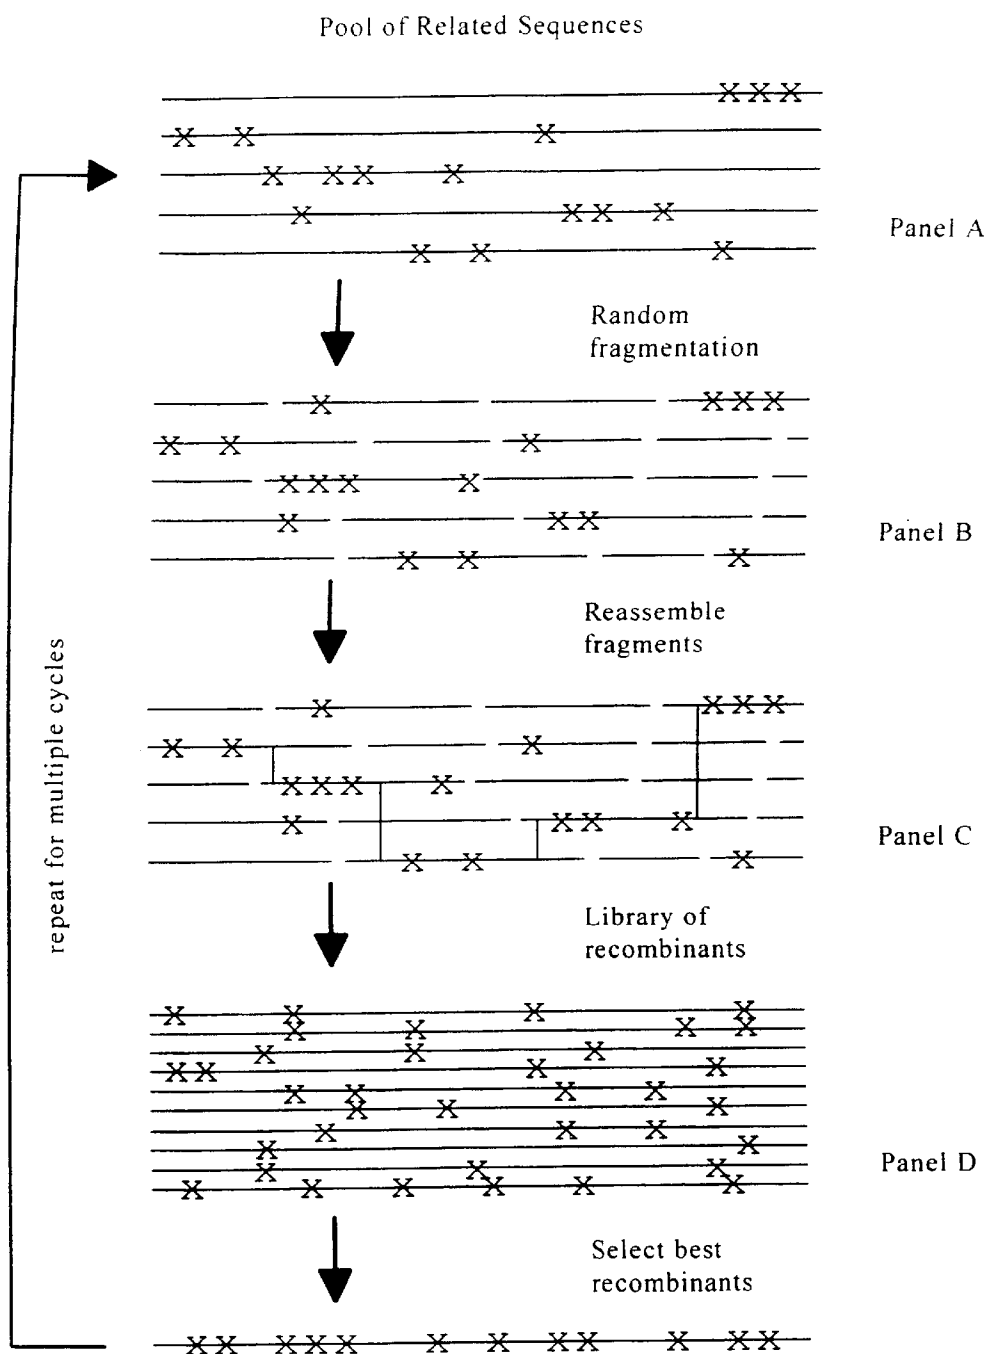 Pool of Related Sequences
X X X
X X X
X X X X
X X X X
Panel A
X X X
Random
fragmentation
X X X X
X X X
X X X X
X X X
Panel B
X X X
Reassemble
fragments
X X X X
X X X
X X X X
X X X X
Panel C
X X X
repeat for multiple cycles
Library of
recombinants
X X X X
X X X X
X X X
X X X X
X X X X
X X X
X X X
X X
X X X
Panel D
X X X X X X
Select best
recombinants
X X X X X X X X X X X X